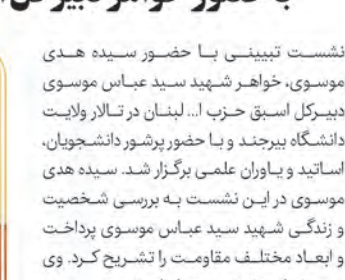 نشست تبیینی با حضور سیده هدی
موسوی، خواهر شهید سید عباس موسوی
دبیرکل اسبق حزب ا... لبنان در تالار ولایت
دانشگاه بیرجند و با حضور پرشور دانشجویان،
اساتید و یاوران علمی برگزار شد. سیده هدی
موسوی در این نشست به بررسی شخصیت
و زندگی شهید سید عباس موسوی پرداخت
و ابعاد مختلف مقاومت را تشریح کرد. وی